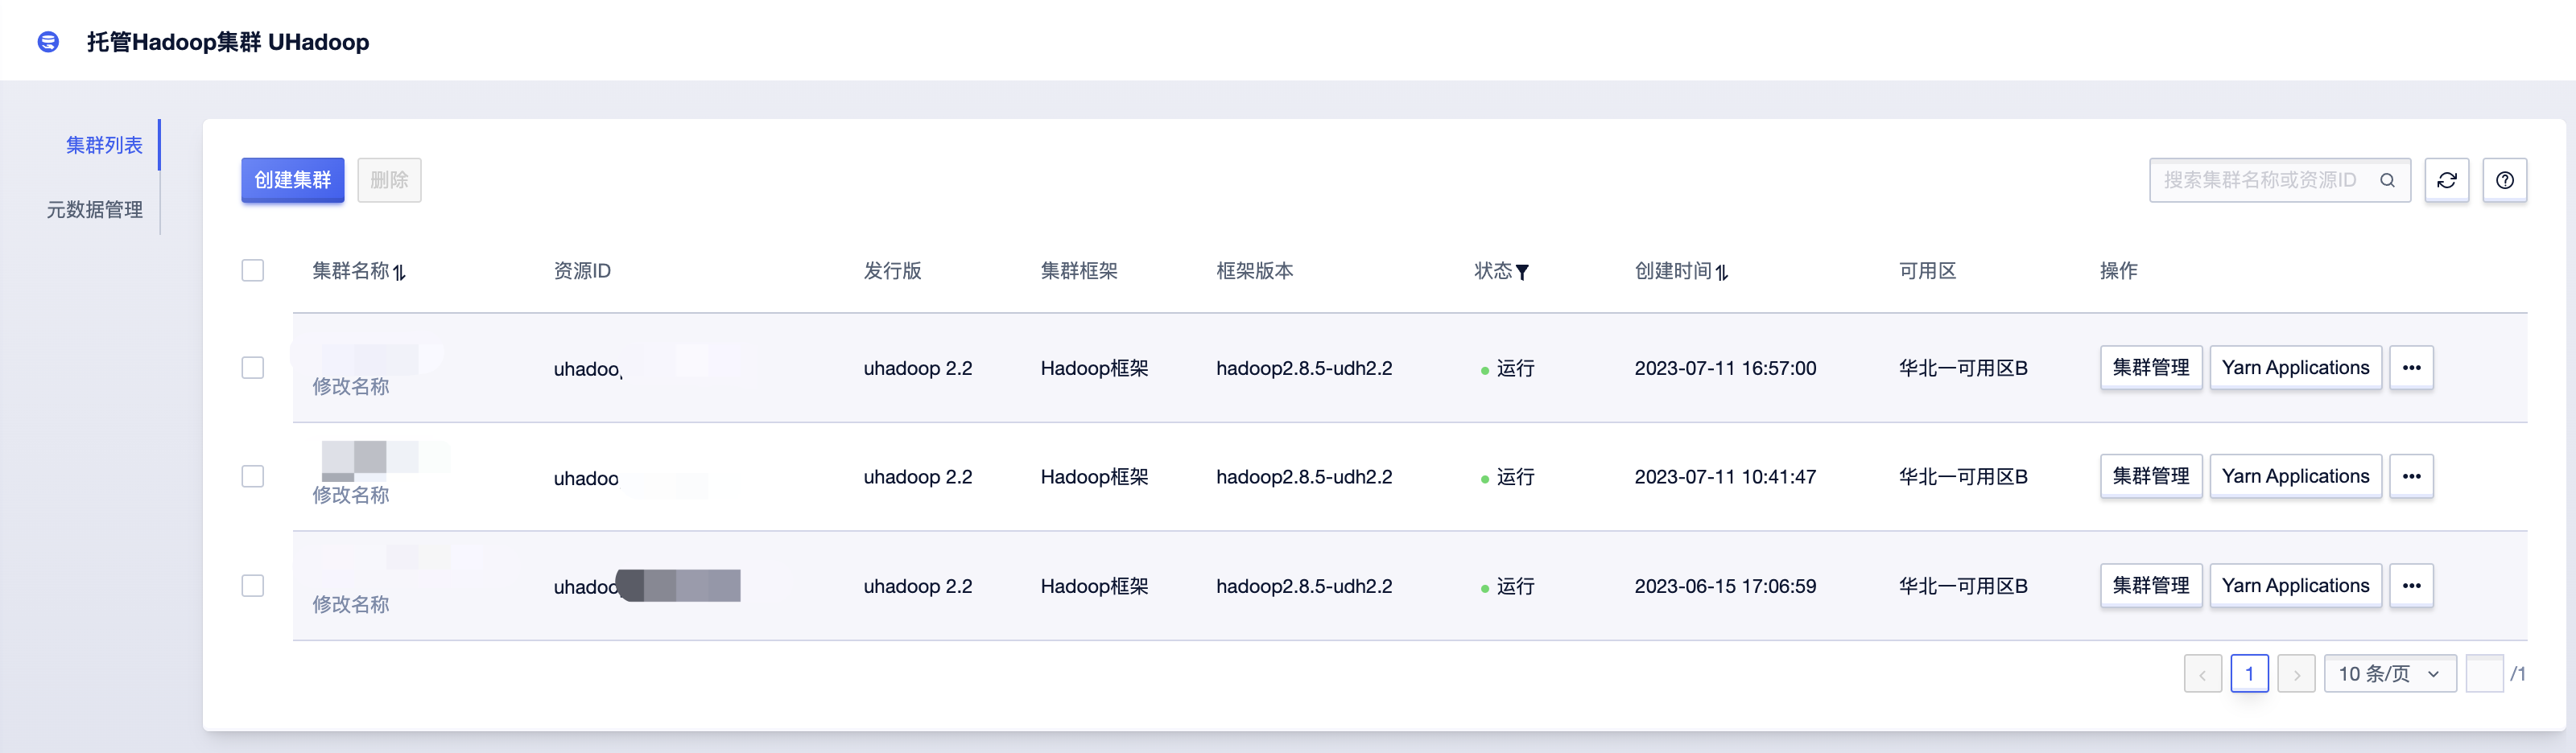 托管Hadoop集群 UHadoop
集群列表
元数据管理
创建集群 删除 搜索集群名称或资源ID
集群名称 资源ID 发行版 集群框架 框架版本 状态 创建时间 可用区 操作
uhadoo uhadoop 2.2 Hadoop框架 hadoop2.8.5-udh2.2 运行 2023-07-11 16:57:00 华北一可用区B 集群管理 Yarn Applications •••
修改名称
uhadoo uhadoop 2.2 Hadoop框架 hadoop2.8.5-udh2.2 运行 2023-07-11 10:41:47 华北一可用区B 集群管理 Yarn Applications •••
修改名称
uhadoo uhadoop 2.2 Hadoop框架 hadoop2.8.5-udh2.2 运行 2023-06-15 17:06:59 华北一可用区B 集群管理 Yarn Applications •••
修改名称
1 10 条/页 /1